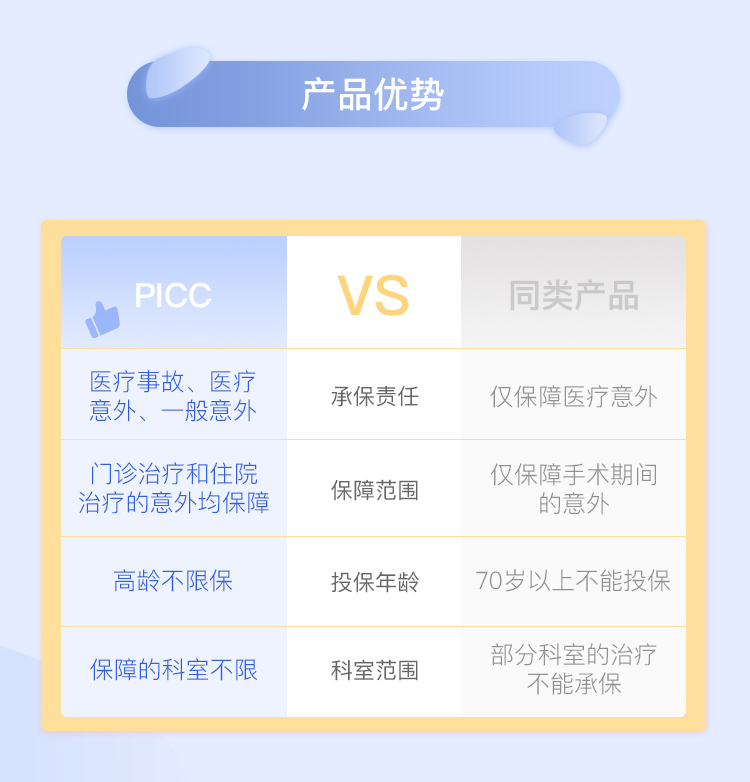 产品优势
PICC
VS
同类产品
医疗事故、医疗
意外、一般意外
承保责任
仅保障医疗意外
门诊治疗和住院
治疗的意外均保障
保障范围
仅保障手术期间
的意外
高龄不限保
投保年龄
70岁以上不能投保
保障的科室不限
科室范围
部分科室的治疗
不能承保